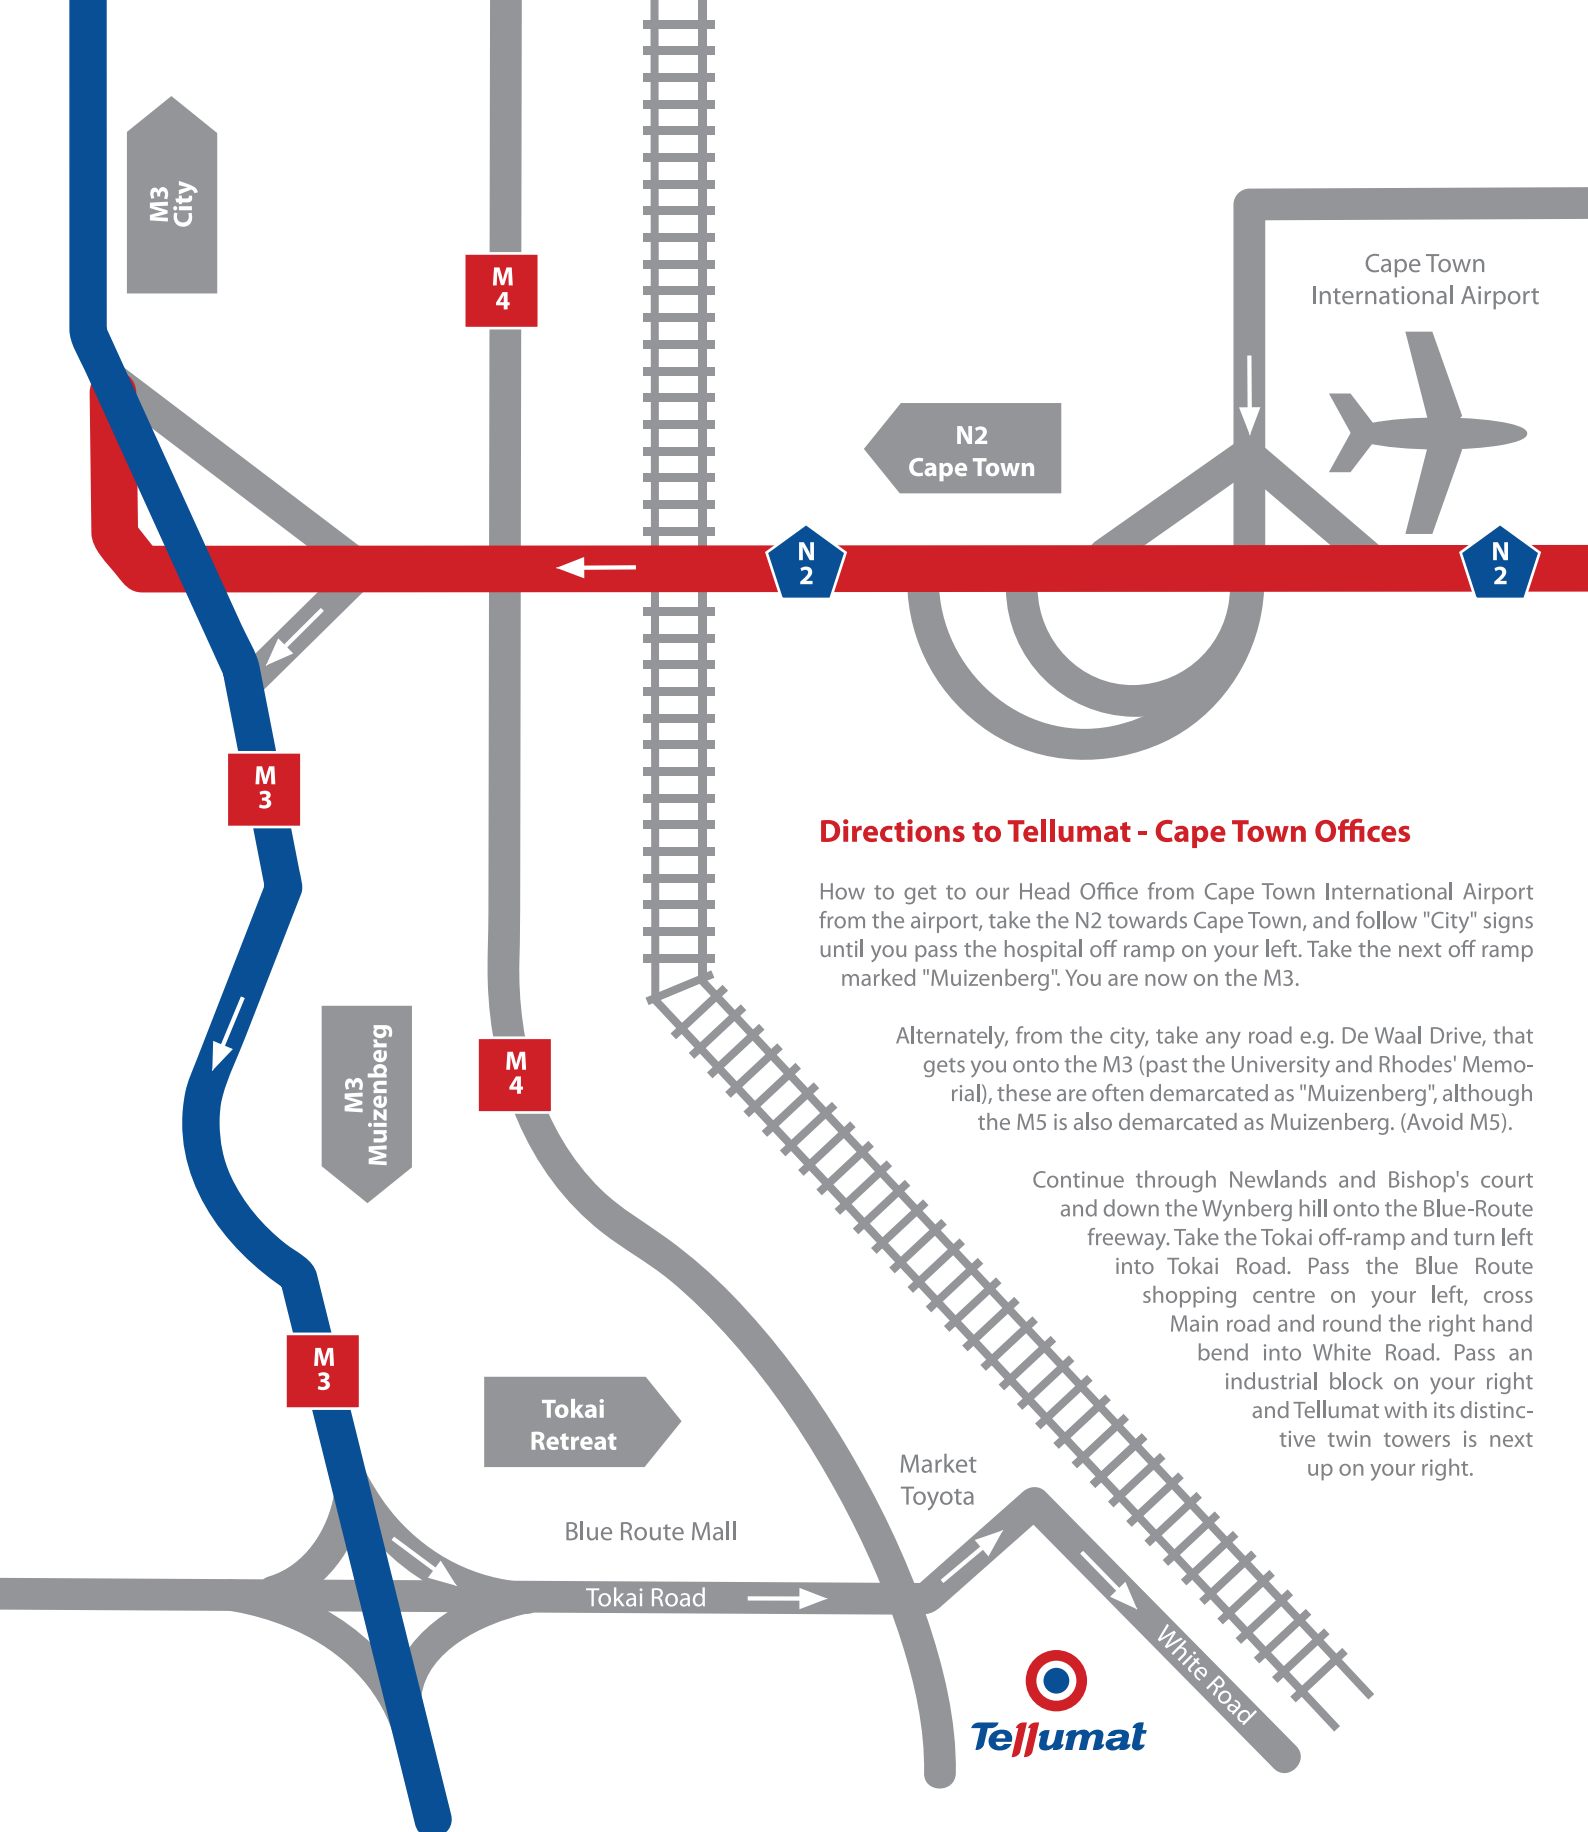 M3
City
M
4
Cape Town
International Airport
N2
Cape Town
N
2
N
2
M
3
Directions to Tellumat - Cape Town Offices
How to get to our Head Office from Cape Town International Airport
from the airport, take the N2 towards Cape Town, and follow "City" signs
until you pass the hospital off ramp on your left. Take the next off ramp
marked "Muizenberg". You are now on the M3.
Alternately, from the city, take any road e.g. De Waal Drive, that
gets you onto the M3 (past the University and Rhodes' Memo-
rial), these are often demarcated as "Muizenberg", although
the M5 is also demarcated as Muizenberg. (Avoid M5).
Continue through Newlands and Bishop's court
and down the Wynberg hill onto the Blue-Route
freeway. Take the Tokai off-ramp and turn left
into Tokai Road. Pass the Blue Route
shopping centre on your left, cross
Main road and round the right hand
bend into White Road. Pass an
industrial block on your right
and Tellumat with its distinc-
tive twin towers is next
up on your right.
M3
Muizenberg
M
4
M
3
Tokai
Retreat
Market
Toyota
Blue Route Mall
Tokai Road
White Road
Tellumat